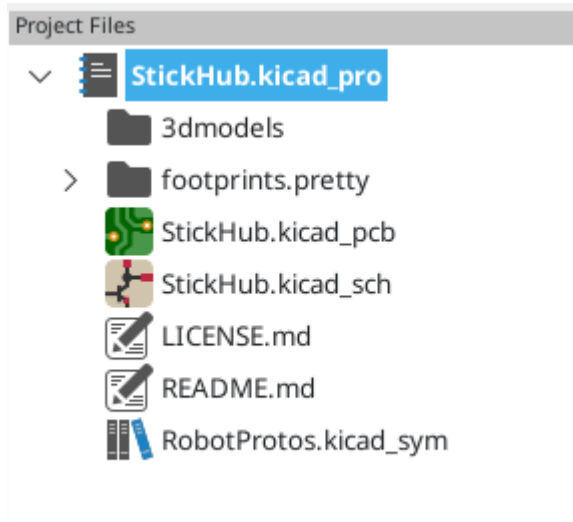 Project Files
StickHub.kicad_pro
3dmodels
footprints.pretty
StickHub.kicad_pcb
StickHub.kicad_sch
LICENSE.md
README.md
RobotProtos.kicad_sym